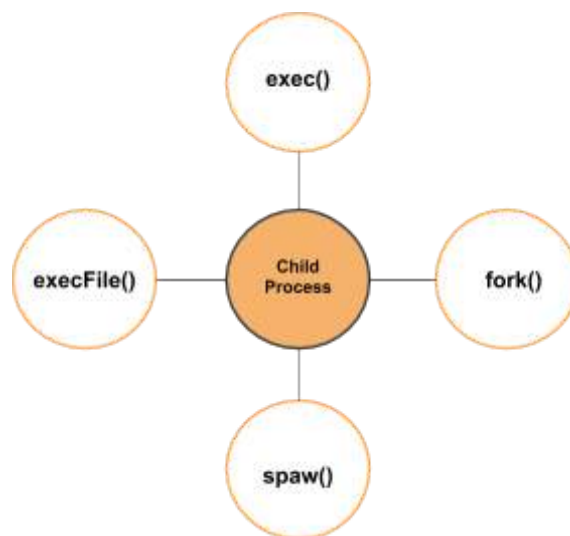 exec()
execFile()
Child
Process
fork()
spaw()